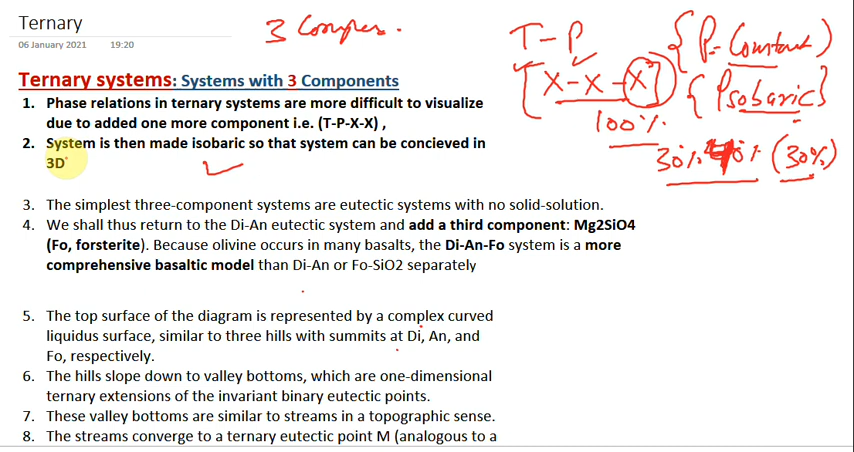 Ternary
06 January 2021 19:20
3 Compos.
T-P
{P-Constant}
[X-X-X]
{Isobaric}
100%
30% 40% (30%)
Ternary systems: Systems with 3 Components
1. Phase relations in ternary systems are more difficult to visualize
due to added one more component i.e. (T-P-X-X) ,
2. System is then made isobaric so that system can be concieved in
3D
3. The simplest three-component systems are eutectic systems with no solid-solution.
4. We shall thus return to the Di-An eutectic system and add a third component: Mg2SiO4
(Fo, forsterite). Because olivine occurs in many basalts, the Di-An-Fo system is a more
comprehensive basaltic model than Di-An or Fo-SiO2 separately
5. The top surface of the diagram is represented by a complex curved
liquidus surface, similar to three hills with summits at Di, An, and
Fo, respectively.
6. The hills slope down to valley bottoms, which are one-dimensional
ternary extensions of the invariant binary eutectic points.
7. These valley bottoms are similar to streams in a topographic sense.
8. The streams converge to a ternary eutectic point M (analogous to a